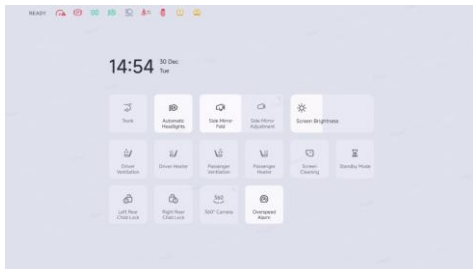 READY
14:54 30 Dec
Tue
Trunk
Automatic
Headlights
Side Mirror
Fold
Side Mirror
Adjustment
Screen Brightness
Driver
Ventilation
Driver Heater
Passenger
Ventilation
Passenger
Heater
Screen
Cleaning
Standby Mode
Left Rear
Child Lock
Right Rear
Child Lock
360
360° Camera
Overspeed
Alarm